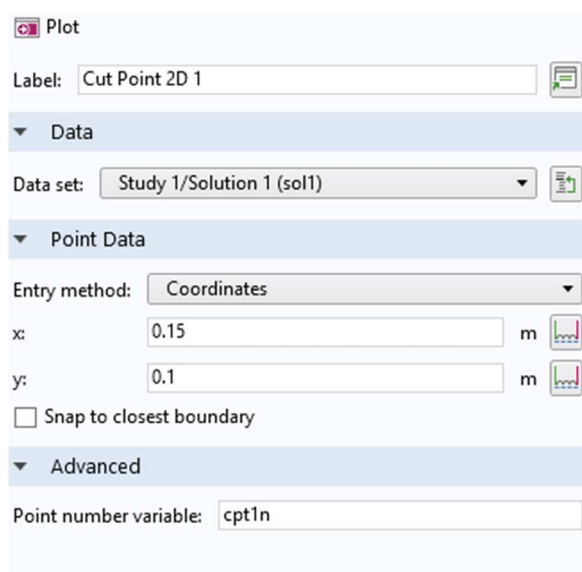 Plot
Label: Cut Point 2D 1
Data
Data set: Study 1/Solution 1 (sol1)
Point Data
Entry method: Coordinates
x: 0.15 m
y: 0.1 m
Snap to closest boundary
Advanced
Point number variable: cpt1n